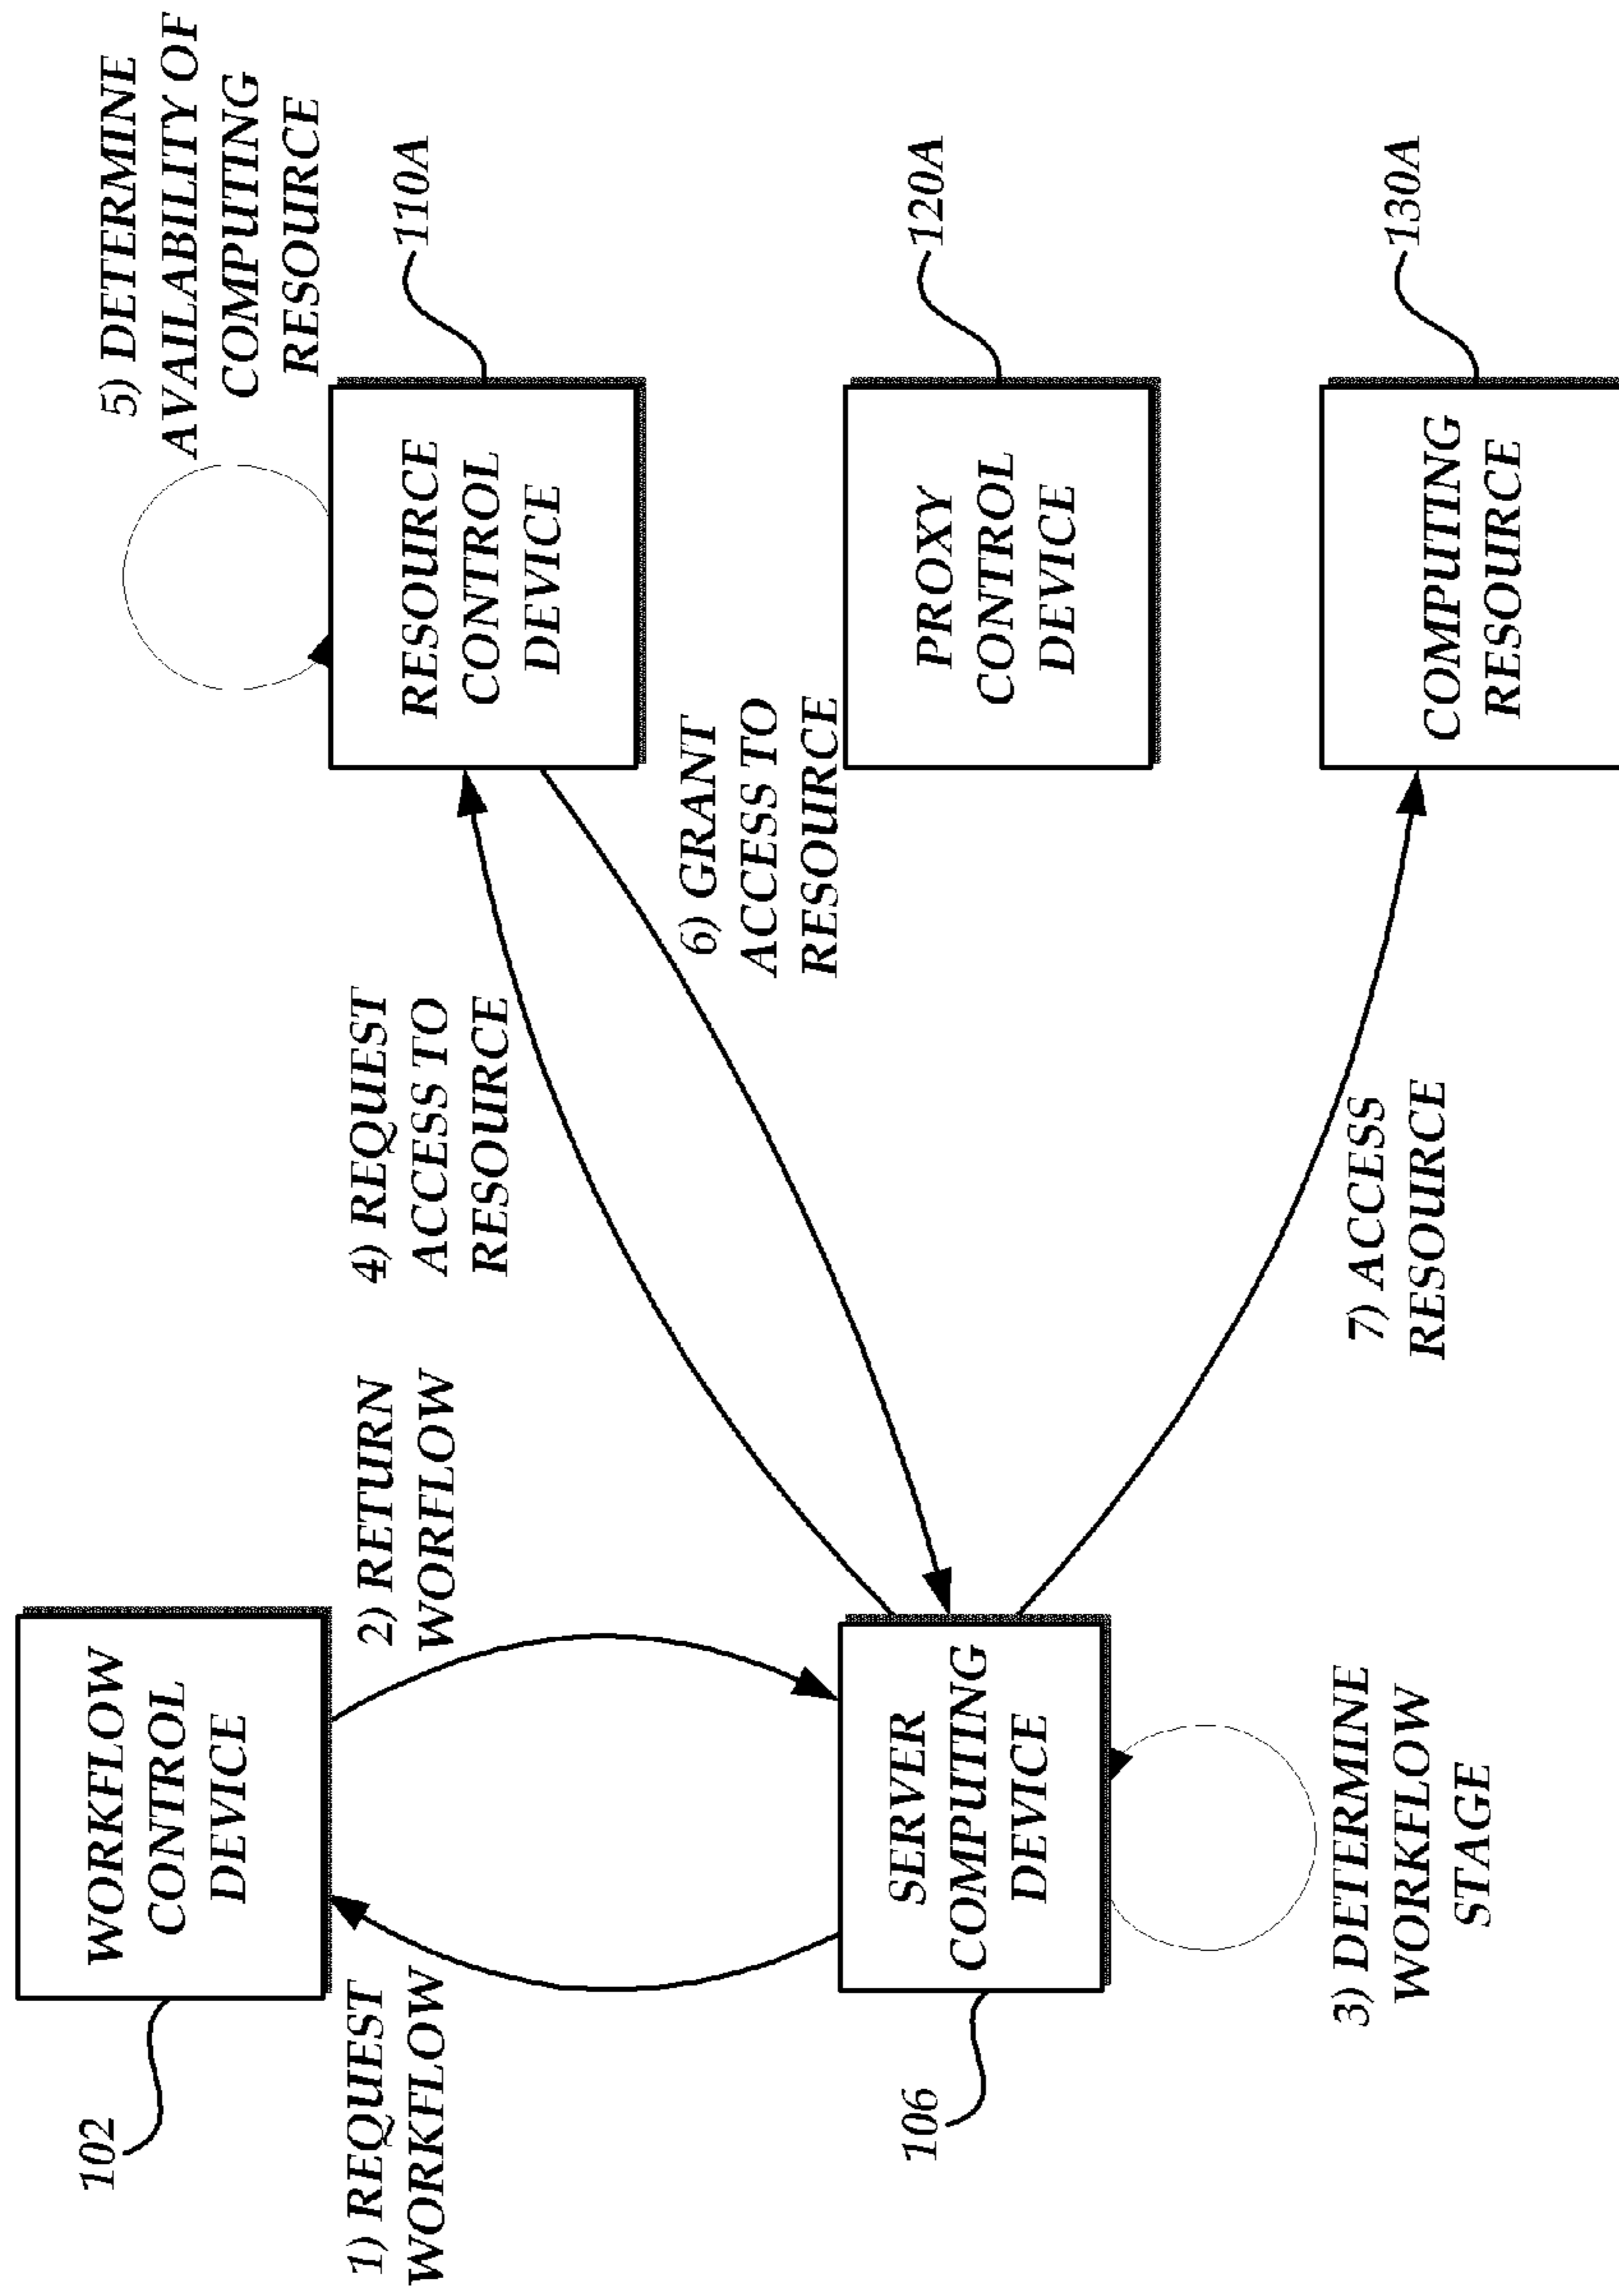 102
WORKFLOW
CONTROL
DEVICE
1) REQUEST
WORKFLOW
2) RETURN
WORFLOW
106
SERVER
COMPUTING
DEVICE
3) DETERMINE
WORKFLOW
STAGE
4) REQUEST
ACCESS TO
RESOURCE
5) DETERMINE
AVAILABILITY OF
COMPUTING
RESOURCE
RESOURCE
CONTROL
DEVICE
110A
6) GRANT
ACCESS TO
RESOURCE
PROXY
CONTROL
DEVICE
120A
7) ACCESS
RESOURCE
COMPUTING
RESOURCE
130A